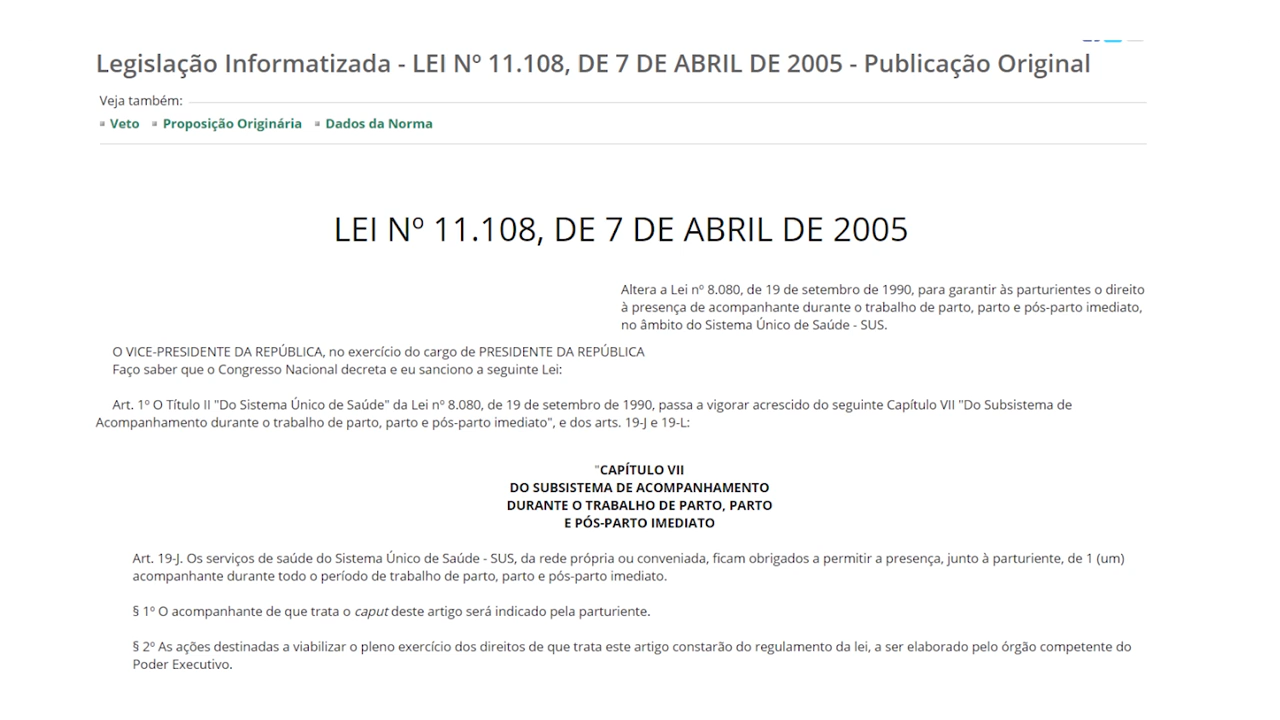 Legislação Informatizada - LEI Nº 11.108, DE 7 DE ABRIL DE 2005 - Publicação Original
Veja também:
Veto Proposição Originária Dados da Norma
LEI Nº 11.108, DE 7 DE ABRIL DE 2005
Altera a Lei nº 8.080, de 19 de setembro de 1990, para garantir às parturientes o direito
à presença de acompanhante durante o trabalho de parto, parto e pós-parto imediato,
no âmbito do Sistema Único de Saúde - SUS.
O VICE-PRESIDENTE DA REPÚBLICA, no exercício do cargo de PRESIDENTE DA REPÚBLICA
Faço saber que o Congresso Nacional decreta e eu sanciono a seguinte Lei:
Art. 1º O Título II "Do Sistema Único de Saúde" da Lei nº 8.080, de 19 de setembro de 1990, passa a vigorar acrescido do seguinte Capítulo VII "Do Subsistema de
Acompanhamento durante o trabalho de parto, parto e pós-parto imediato", e dos arts. 19-J e 19-L:
"CAPÍTULO VII
DO SUBSISTEMA DE ACOMPANHAMENTO
DURANTE O TRABALHO DE PARTO, PARTO
E PÓS-PARTO IMEDIATO
Art. 19-J. Os serviços de saúde do Sistema Único de Saúde - SUS, da rede própria ou conveniada, ficam obrigados a permitir a presença, junto à parturiente, de 1 (um)
acompanhante durante todo o período de trabalho de parto, parto e pós-parto imediato.
§ 1º O acompanhante de que trata o caput deste artigo será indicado pela parturiente.
§ 2º As ações destinadas a viabilizar o pleno exercício dos direitos de que trata este artigo constarão do regulamento da lei, a ser elaborado pelo órgão competente do
Poder Executivo.